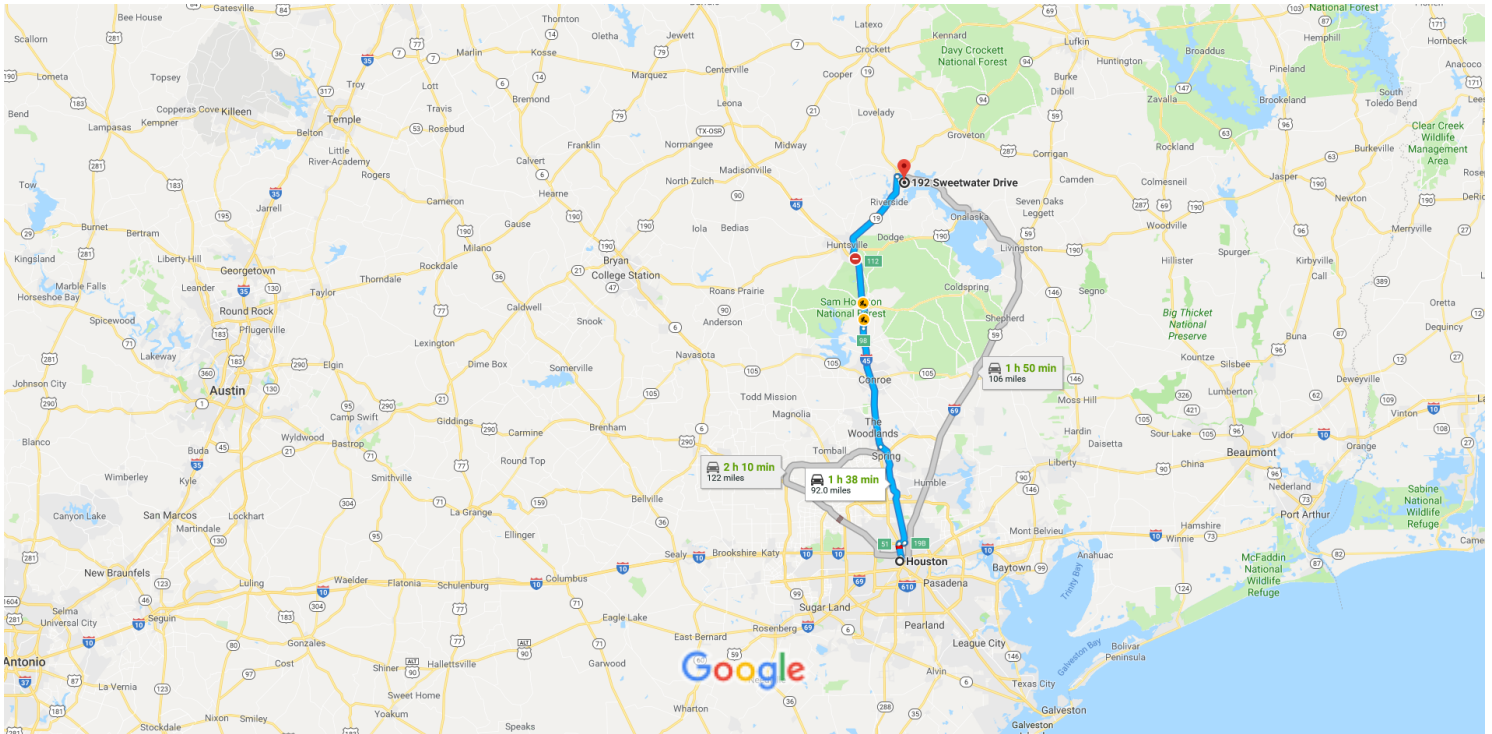 Gatesville
Bee House
Scallorn
Lometa
Topsey
Copperas Cove
Killeen
Kempner
Lampasas
Bend
Temple
Belton
Little
River-Academy
Troy
Lott
Travis
Rosebud
Marlin
Kosse
Bremond
Thornton
Oletha
Jewett
Marquez
Centerville
Leona
TX-OSR
Normangee
Midway
Madisonville
North Zulch
Franklin
Calvert
Hearne
Rogers
Cameron
Gause
Milano
Rockdale
Thorndale
Taylor
Jarrell
Georgetown
Liberty Hill
Leander
Round Rock
Pflugerville
Burnet
Bertram
Tow
Kingsland
Marble Falls
Horseshoe Bay
Spicewood
Lakeway
Johnson City
Austin
Elgin
Lexington
Dime Box
Caldwell
Snook
Bryan
College Station
Iola
Bedias
Roans Prairie
Anderson
Navasota
Somerville
Todd Mission
Magnolia
Tomball
Brenham
Carmine
Round Top
Giddings
Camp Swift
Bastrop
Wyldwood
Buda
Kyle
Wimberley
Blanco
Canyon Lake
San Marcos
Martindale
Lockhart
Smithville
La Grange
Ellinger
Bellville
Sealy
Brookshire
Katy
Columbus
Schulenburg
Flatonia
Waelder
Luling
New Braunfels
Selma
Universal City
Seguin
Gonzales
Cost
Shiner
Hallettsville
Sweet Home
Yoakum
Speaks
Garwood
Eagle Lake
East Bernard
Rosenberg
Wharton
Antonio
La Vernia
Stockdale
Nixon
Smiley
Latexo
Crockett
Cooper
Lovelady
Kennard
Davy Crockett
National Forest
Groveton
Lufkin
Burke
Diboll
Huntington
Zavalla
Broaddus
Pineland
Hemphill
National Forest
Hornbeck
Anacoco
South
Toledo Bend
Brookeland
Rockland
Corrigan
Camden
Colmesneil
Jasper
Burkeville
Clear Creek
Wildlife
Management
Area
Newton
Merryville
Woodville
Hillister
Spurger
Kirbyville
Call
Seven Oaks
Leggett
Livingston
Onalaska
192 Sweetwater Drive
Riverside
Dodge
Huntsville
112
Sam Houston
National Forest
98
Coldspring
Shepherd
Segno
Big Thicket
National
Preserve
Kountze
Silsbee
Buna
Lumberton
Oretta
Dequincy
Deweyville
Vinton
Orange
Vidor
Beaumont
Sour Lake
Moss Hill
Hardin
Daisetta
Liberty
Conroe
The
Woodlands
Spring
Humble
1 h 50 min
106 miles
2 h 10 min
122 miles
1 h 38 min
92.0 miles
51
19B
Houston
Pasadena
Sugar Land
Pearland
League City
Alvin
Texas City
Galveston
Galveston
Bolivar
Peninsula
Galveston Bay
Trinity Bay
Baytown
Mont Belvieu
Anahuac
Winnie
Hamshire
Nederland
Port Arthur
Sabine
National
Wildlife
Refuge
McFaddin
National
Wildlife
Refuge
Google